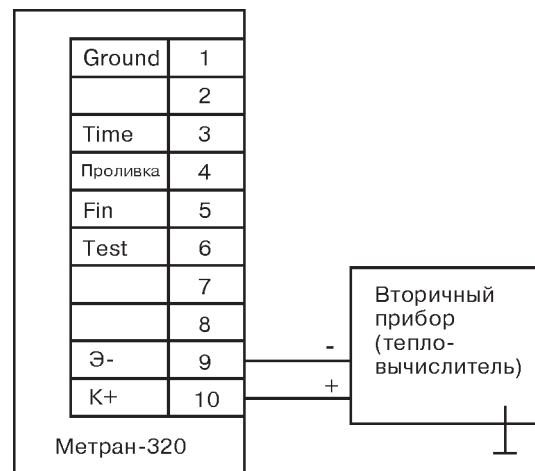 Ground 1
2
Time 3
Проливка 4
Fin 5
Test 6
7
8
Э- 9
К+ 10
-
+
Вторичный
прибор
(тепло-
вычислитель)
Метран-320